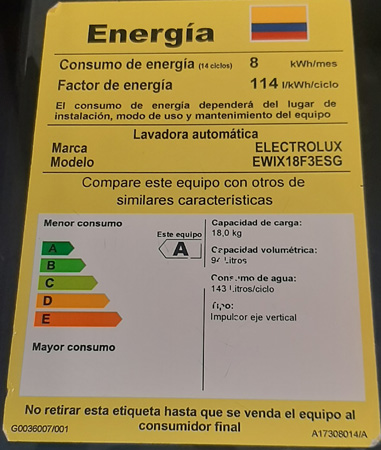 Energía
Consumo de energía (14 ciclos) 8 kWh/mes
Factor de energía 114 l/kWh/ciclo
El consumo de energía dependerá del lugar de
instalación, modo de uso y mantenimiento del equipo
Lavadora automática
Marca ELECTROLUX
Modelo EWIX18F3ESG
Compare este equipo con otros de
similares características
Menor consumo
Este equipo
A
A
B
C
D
E
Mayor consumo
Capacidad de carga:
18,0 kg
Capacidad volumétrica:
94 Litros
Consumo de agua:
143 Litros/ciclo
Tipo:
Impulsor eje vertical
No retirar esta etiqueta hasta que se venda el equipo al
consumidor final
G0036007/001
A17308014/A